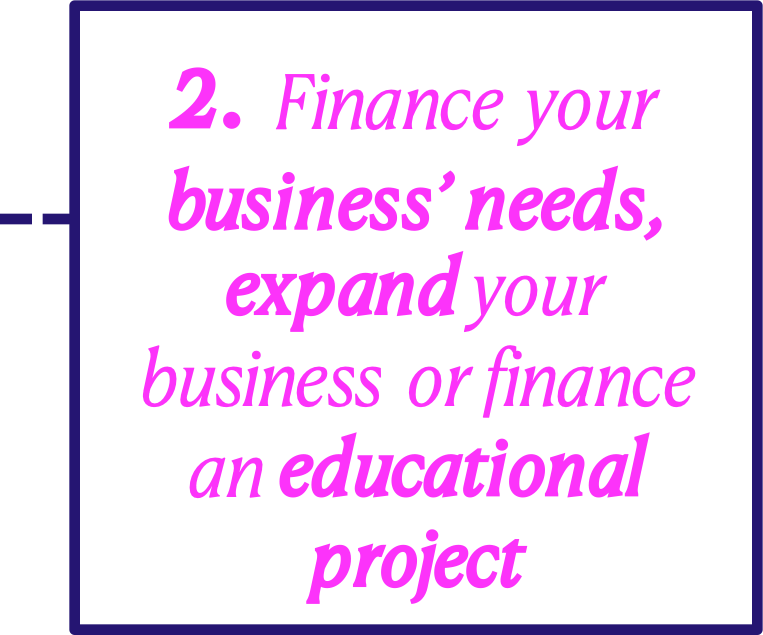 2. Finance your
business’ needs,
expand your
business or finance
an educational
project